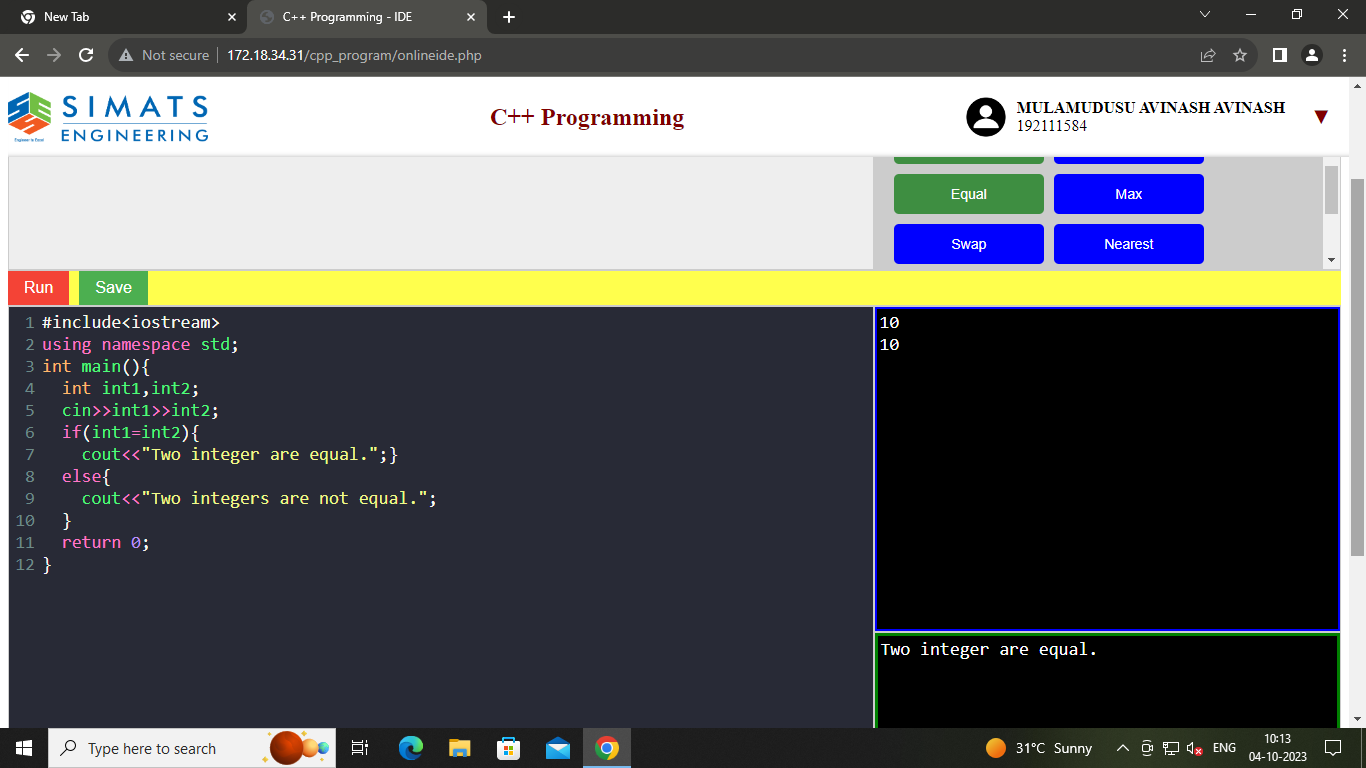 New Tab
C++ Programming - IDE
Not secure
172.18.34.31/cpp_program/onlineide.php
SIMATS
ENGINEERING
C++ Programming
MULAMUDUSU AVINASH AVINASH
192111584
Equal
Max
Swap
Nearest
Run
Save
1 #include<iostream>
2 using namespace std;
3 int main(){
4 int int1,int2;
5 cin>>int1>>int2;
6 if(int1=int2){
7 cout<<"Two integer are equal.";}
8 else{
9 cout<<"Two integers are not equal.";
10 }
11 return 0;
12 }
10
10
Two integer are equal.
Type here to search
31°C Sunny
ENG
10:13
04-10-2023